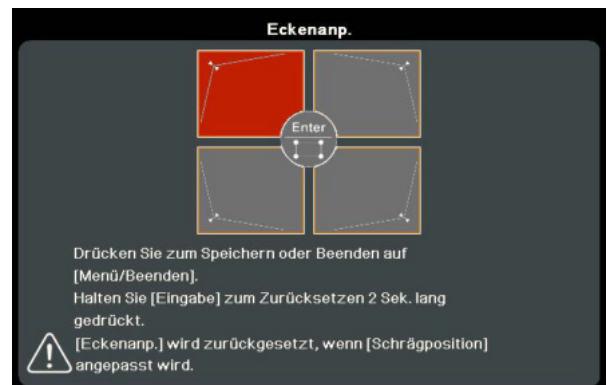 Eckenanp.
Enter
Drücken Sie zum Speichern oder Beenden auf
[Menü/Beenden].
Halten Sie [Eingabe] zum Zurücksetzen 2 Sek. lang
gedrückt.
[Eckenanp.] wird zurückgesetzt, wenn [Schrägposition]
angepasst wird.